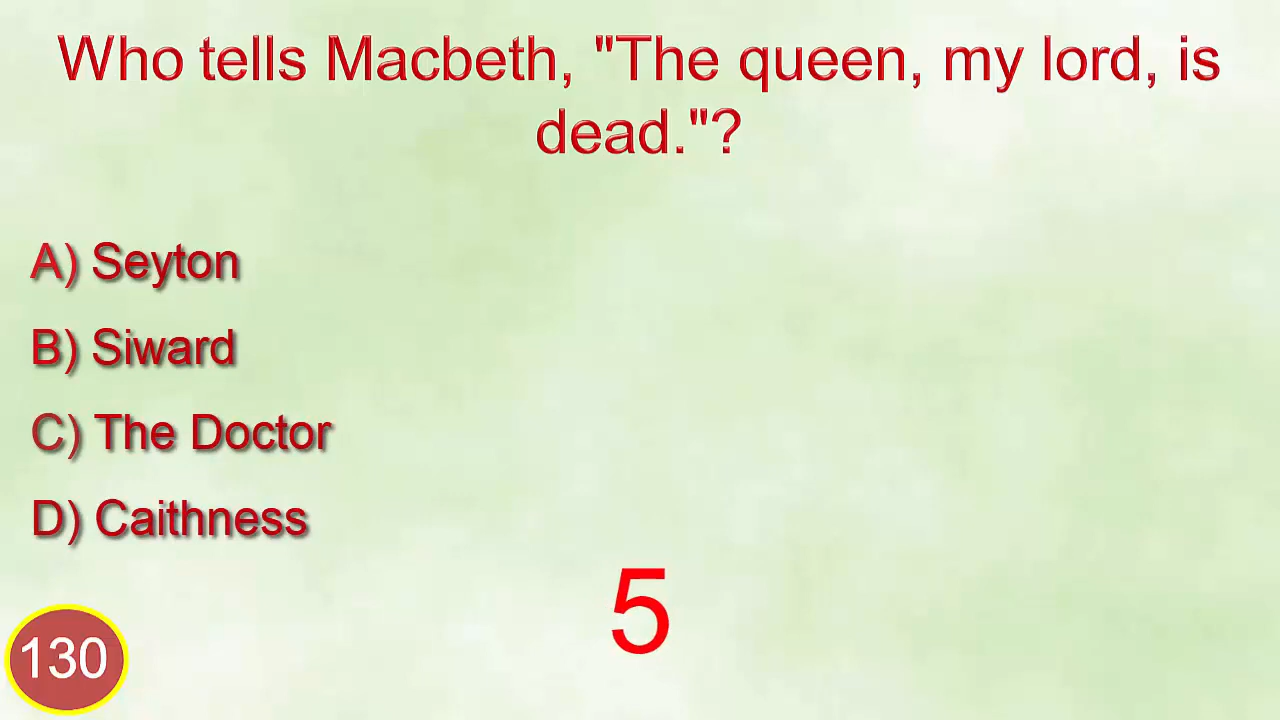 Who tells Macbeth, "The queen, my lord, is
dead."?
A) Seyton
B) Siward
C) The Doctor
D) Caithness
5
130